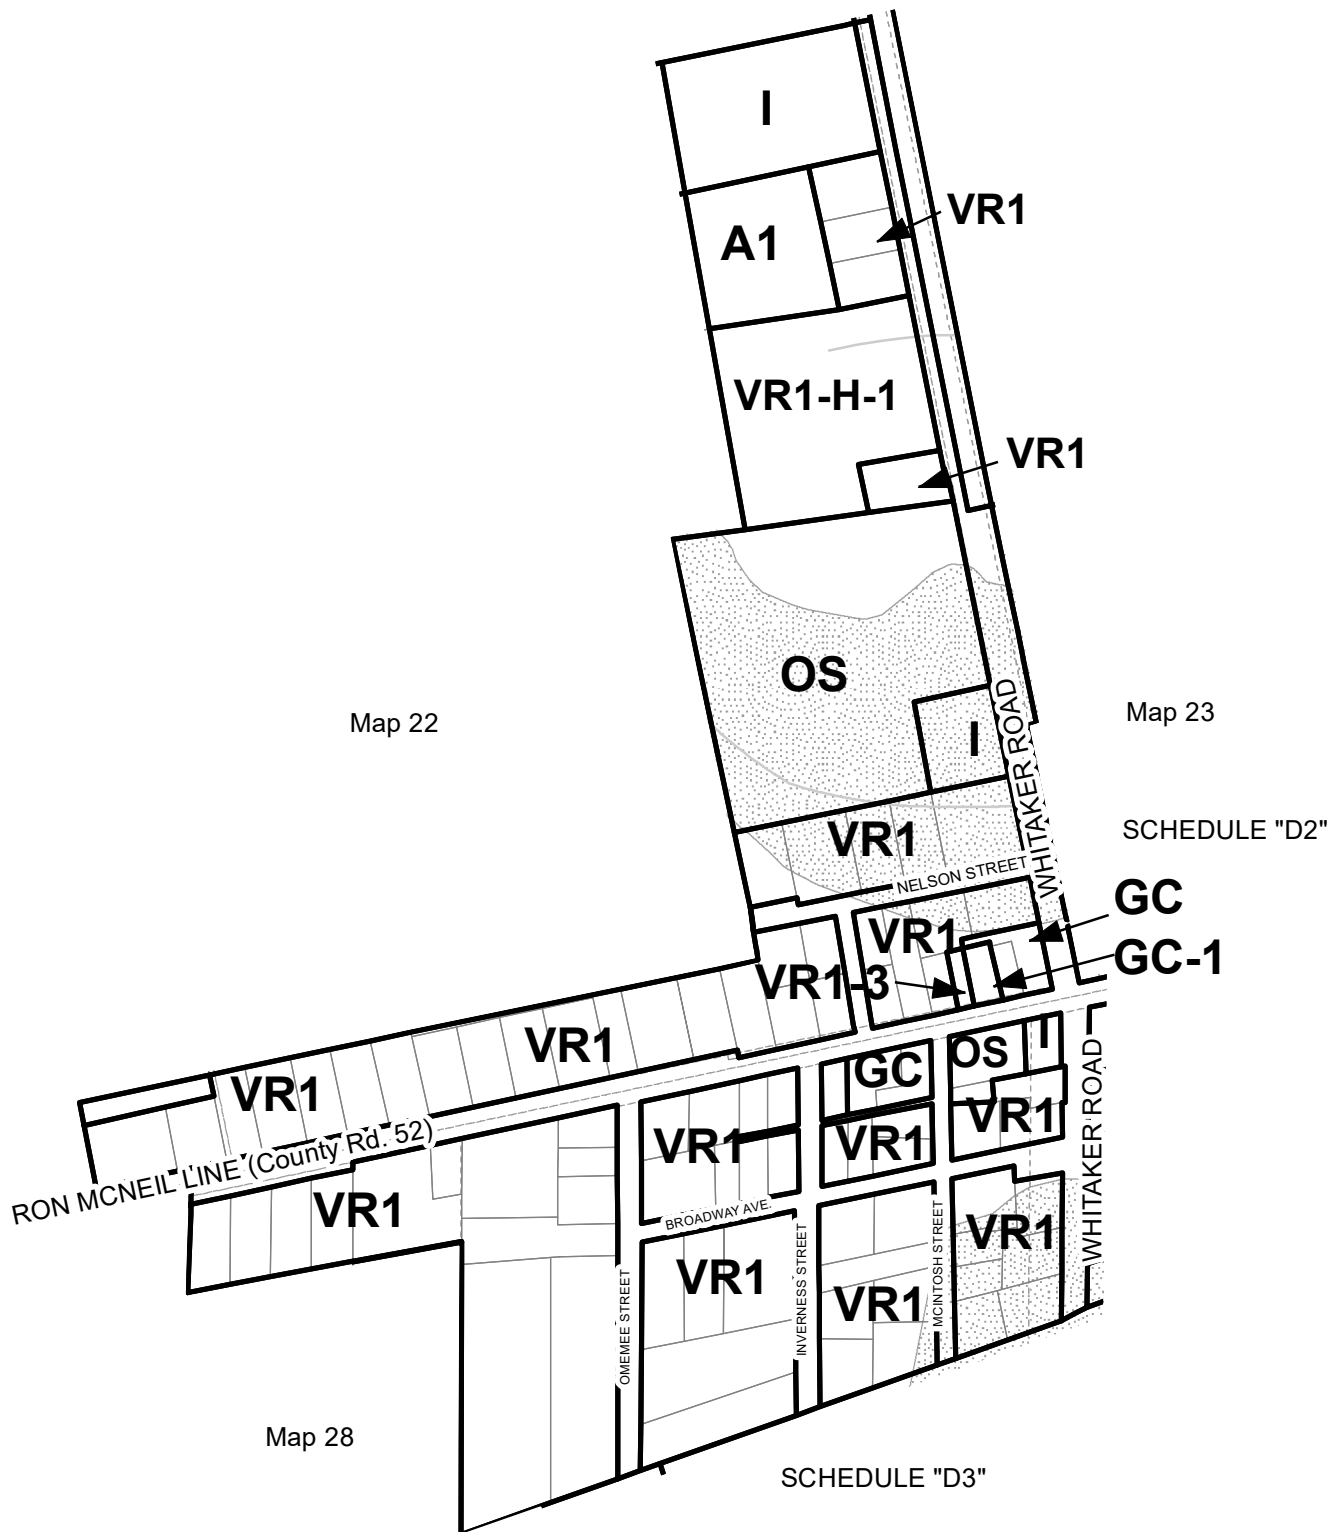 I
VR1
A1
VR1-H-1
VR1
OS
WHITAKER ROAD
Map 22
Map 23
I
VR1
SCHEDULE "D2"
NELSON STREET
GC
VR1
GC-1
VR1-3
VR1
I
OS
GC
VR1
VR1
VR1
VR1
WHITAKER ROAD
RON MCNEIL LINE (County Rd. 52)
VR1
BROADWAY AVE.
VR1
VR1
VR1
OMEMEE STREET
INVERNESS STREET
MCINTOSH STREET
Map 28
SCHEDULE "D3"